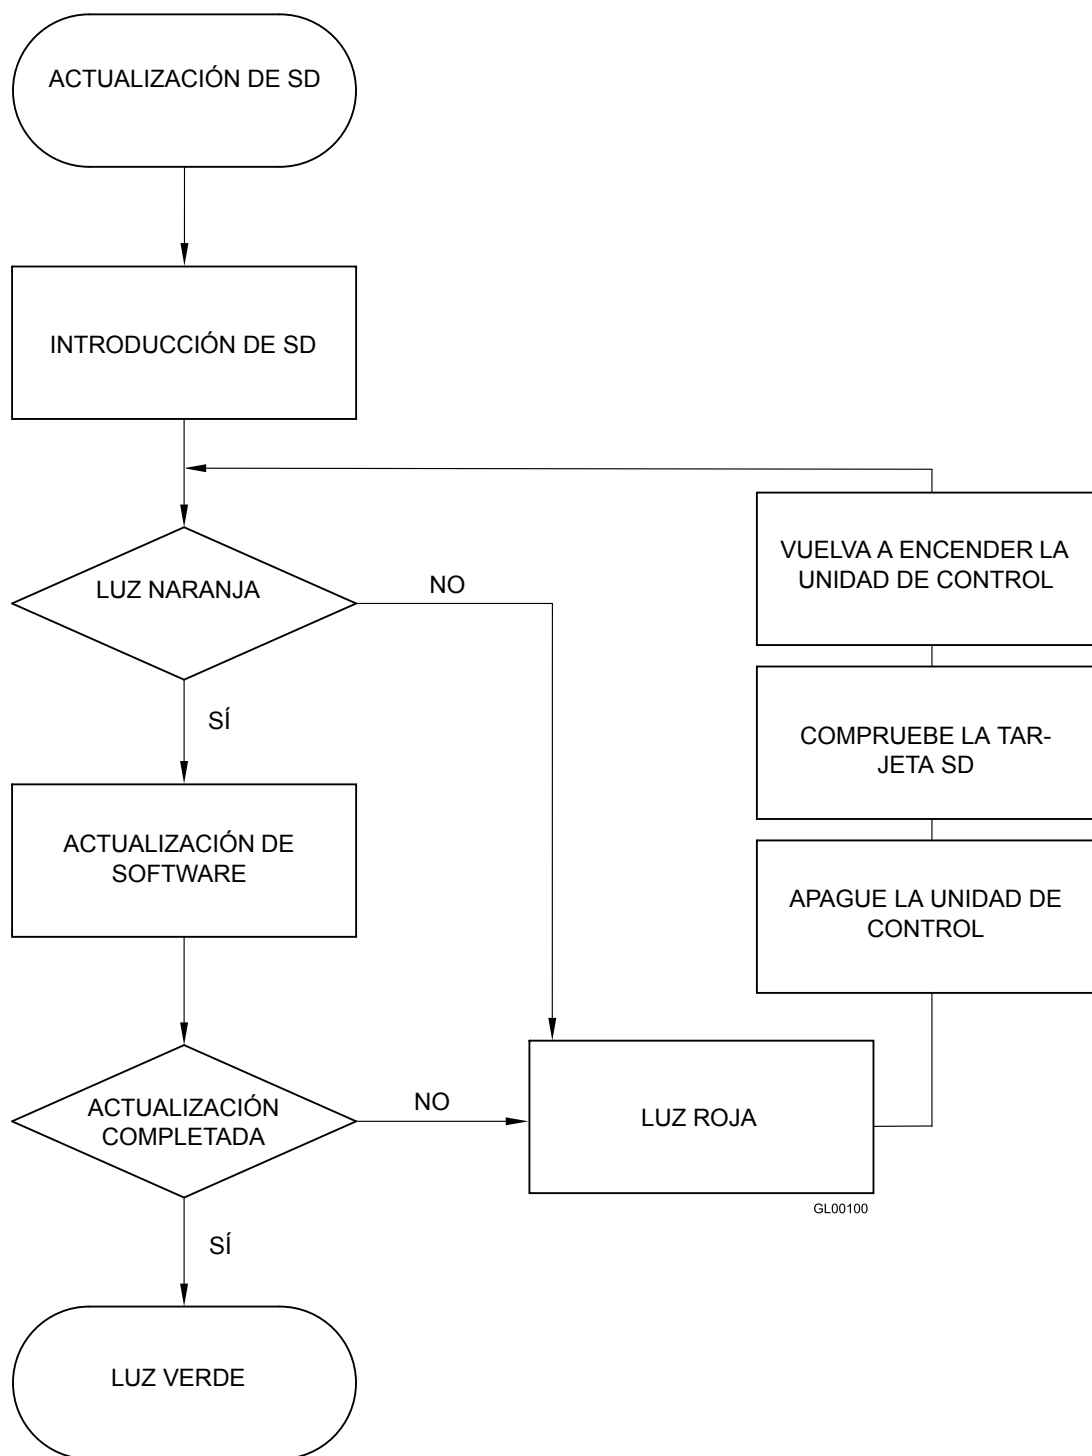 ACTUALIZACIÓN DE SD
INTRODUCCIÓN DE SD
LUZ NARANJA
NO
SÍ
VUELVA A ENCENDER LA
UNIDAD DE CONTROL
COMPRUEBE LA TAR-
JETA SD
APAGUE LA UNIDAD DE
CONTROL
ACTUALIZACIÓN DE
SOFTWARE
ACTUALIZACIÓN
COMPLETADA
NO
LUZ ROJA
GL00100
SÍ
LUZ VERDE